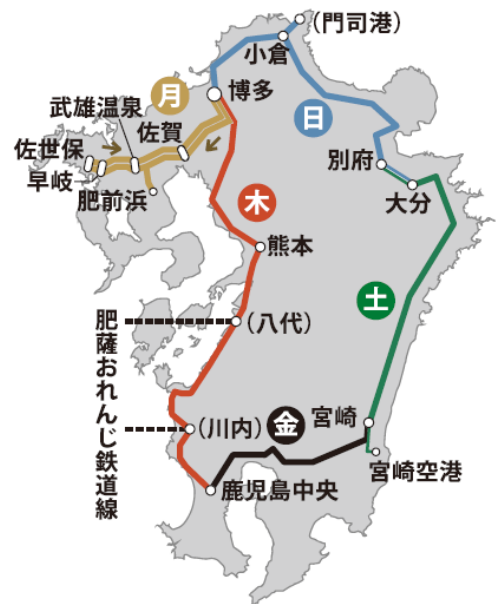 (門司港)
小倉
博多
月
日
武雄温泉
佐賀
佐世保
早岐
肥前浜
別府
大分
木
熊本
土
(八代)
肥薩おれんじ鉄道線
(川内)
金
宮崎
宮崎空港
鹿児島中央